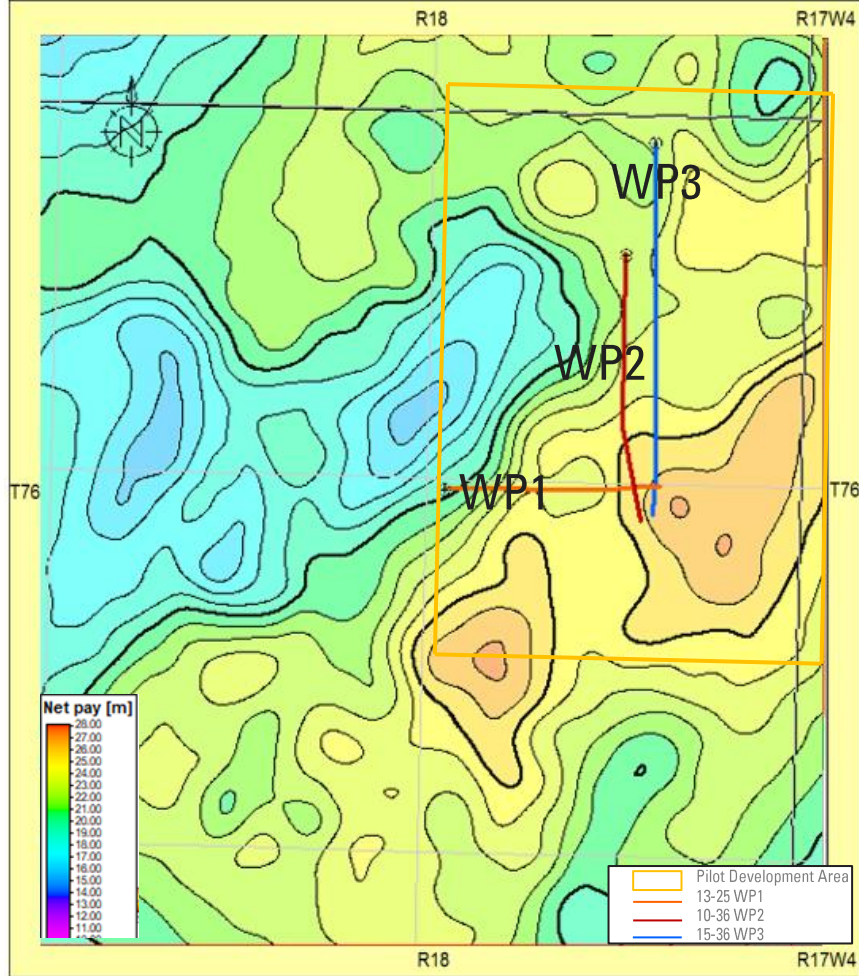 R18 R17W4
N
WP3
WP2
WP1
T76 T76
Net pay [m]
28.00
27.00
26.00
25.00
24.00
23.00
22.00
21.00
20.00
19.00
18.00
17.00
16.00
15.00
14.00
13.00
12.00
11.00
Pilot Development Area
13-25 WP1
10-36 WP2
15-36 WP3
R18 R17W4